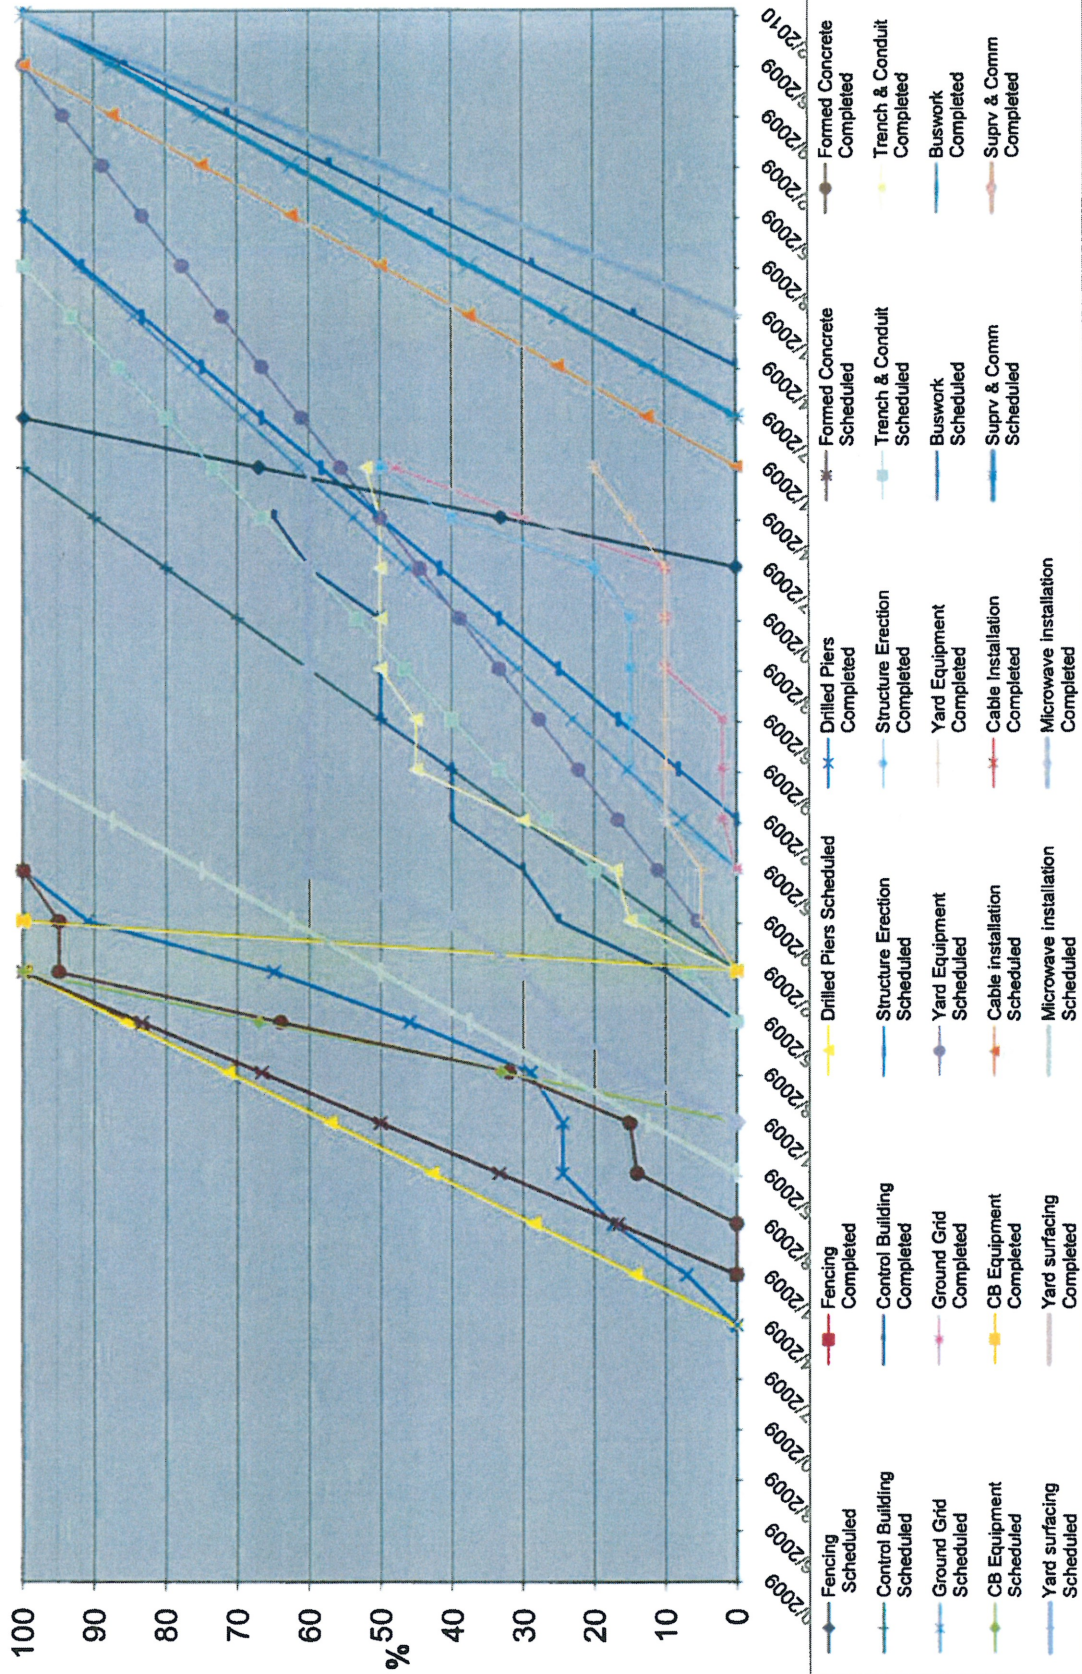 100
90
80
70
60
50
40
30
20
10
0
%
Fencing
Scheduled
Fencing
Completed
Drilled Piers Scheduled
Drilled Piers
Completed
Formed Concrete
Scheduled
Formed Concrete
Completed
Control Building
Scheduled
Control Building
Completed
Structure Erection
Scheduled
Structure Erection
Completed
Trench & Conduit
Scheduled
Trench & Conduit
Completed
Ground Grid
Scheduled
Ground Grid
Completed
Yard Equipment
Scheduled
Yard Equipment
Completed
Buswork
Scheduled
Buswork
Completed
CB Equipment
Scheduled
CB Equipment
Completed
Cable installation
Scheduled
Cable Installation
Completed
Suprv & Comm
Scheduled
Suprv & Comm
Completed
Yard surfacing
Scheduled
Yard surfacing
Completed
Microwave installation
Scheduled
Microwave installation
Completed